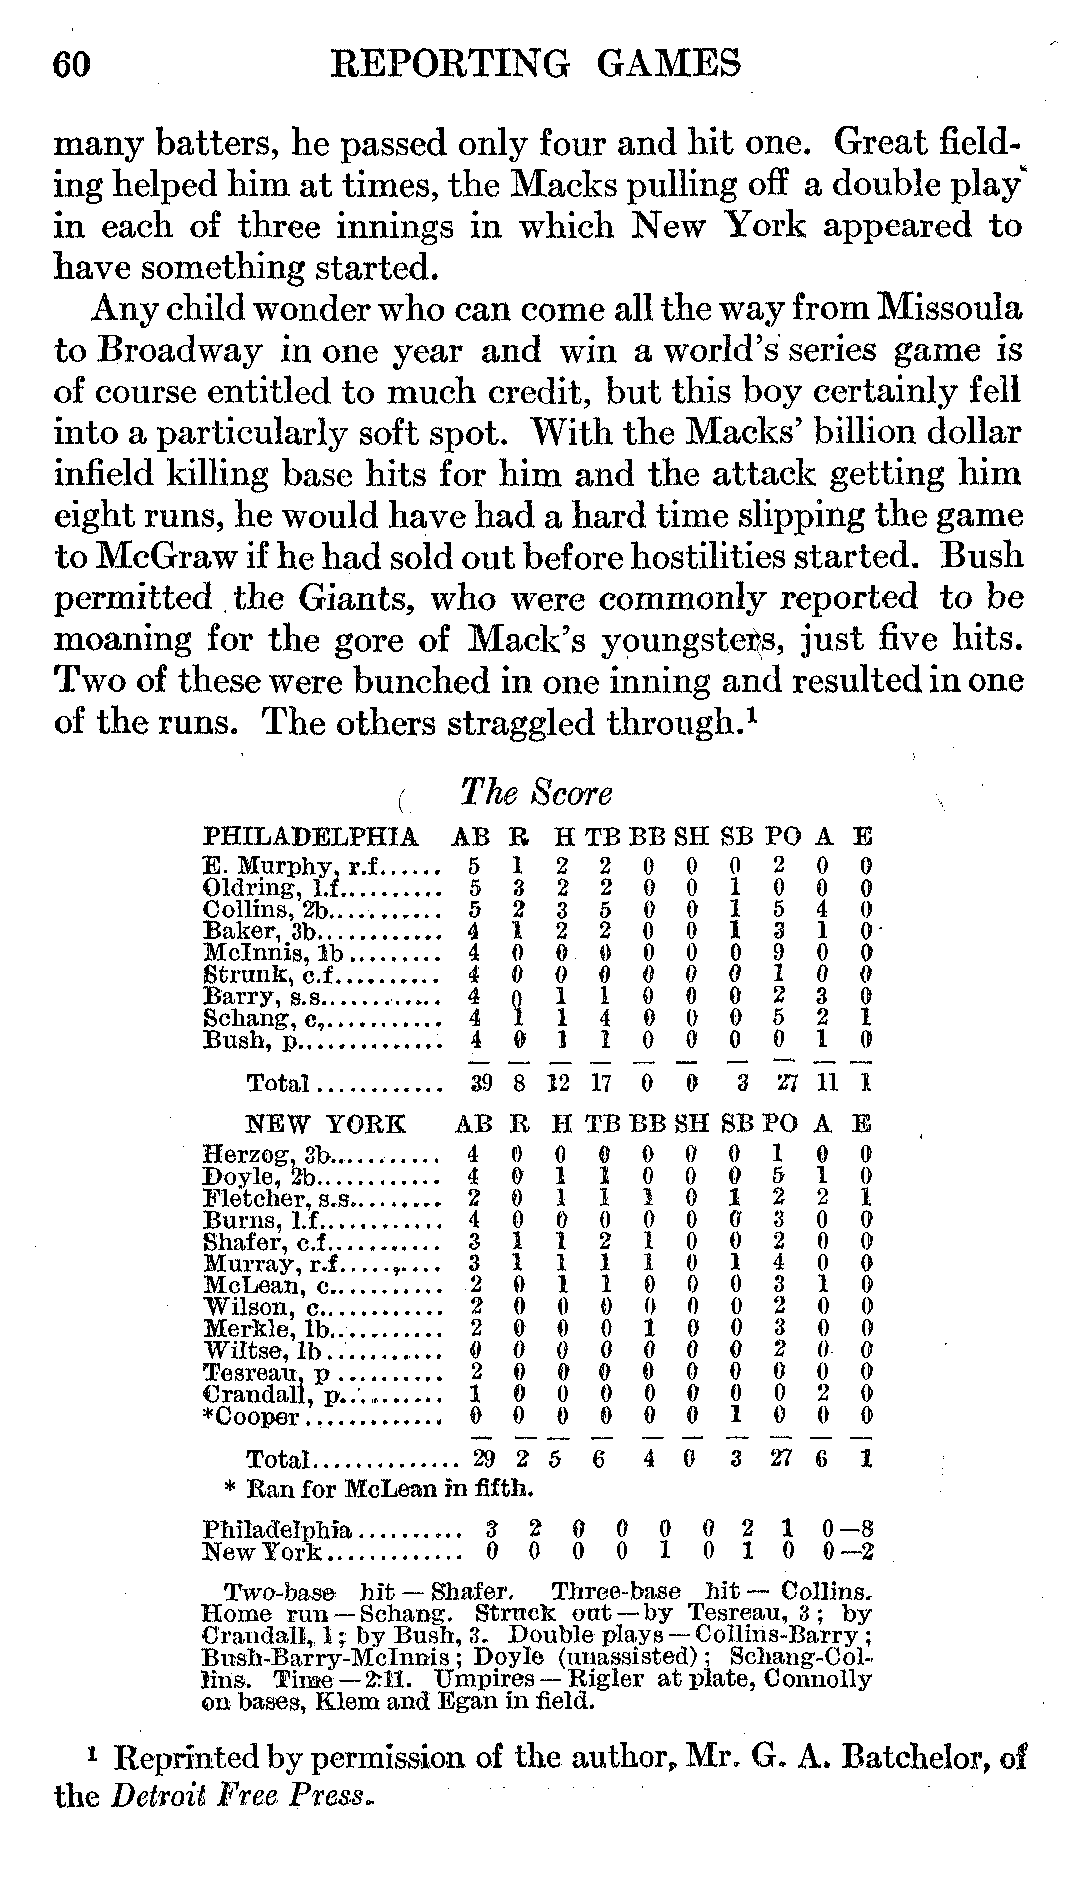 60 REPORTING GAMES
many batters, he passed only four and hit one. Great field-
ing helped him at times, the Macks pulling off a double play
in each of three innings in which New York appeared to
have something started.
Any child wonder who can come all the way from Missoula
to Broadway in one year and win a world's series game is
of course entitled to much credit, but this boy certainly fell
into a particularly soft spot. With the Macks' billion dollar
infield killing base hits for him and the attack getting him
eight runs, he would have had a hard time slipping the game
to McGraw if he had sold out before hostilities started. Bush
permitted the Giants, who were commonly reported to be
moaning for the gore of Mack's youngsters, just five hits.
Two of these were bunched in one inning and resulted in one
of the runs. The others straggled through.¹
The Score
PHILADELPHIA AB R H TB BB SH SB PO A E
E. Murphy, r.f...... 5 1 2 2 0 0 0 2 0 0
Oldring, l.f.......... 5 3 2 2 0 0 1 0 0 0
Collins, 2b........... 5 2 3 5 0 0 1 5 4 0
Baker, 3b............ 4 1 2 2 0 0 1 3 1 0
McInnis, 1b......... 4 0 0 0 0 0 0 9 0 0
Strunk, c.f.......... 4 0 0 0 0 0 0 1 0 0
Barry, s.s............ 4 0 1 1 0 0 0 2 3 0
Schang, c,........... 4 1 1 4 0 0 0 5 2 1
Bush, p.............. 4 0 1 1 0 0 0 0 1 0
Total............ 39 8 12 17 0 0 3 27 11 1
NEW YORK AB R H TB BB SH SB PO A E
Herzog, 3b........... 4 0 0 0 0 0 0 1 0 0
Doyle, 2b............ 4 0 1 1 0 0 0 5 1 0
Fletcher, s.s......... 2 0 1 1 1 0 1 2 2 1
Burns, l.f............ 4 0 0 0 0 0 0 3 0 0
Shafer, c.f........... 3 1 1 2 1 0 0 2 0 0
Murray, r.f.....,.... 3 1 1 1 1 0 1 4 0 0
McLean, c........... 2 0 1 1 0 0 0 3 1 0
Wilson, c............ 2 0 0 0 0 0 0 2 0 0
Merkle, 1b........... 2 0 0 0 1 0 0 3 0 0
Wiltse, 1b........... 0 0 0 0 0 0 0 2 0 0
Tesreau, p.......... 2 0 0 0 0 0 0 0 0 0
Crandall, p.......... 1 0 0 0 0 0 0 0 2 0
*Cooper............. 0 0 0 0 0 0 1 0 0 0
Total.............. 29 2 5 6 4 0 3 27 6 1
* Ran for McLean in fifth.
Philadelphia.......... 3 2 0 0 0 0 2 1 0—8
New York............. 0 0 0 0 1 0 1 0 0—2
Two-base hit — Shafer. Three-base hit — Collins.
Home run — Schang. Struck out — by Tesreau, 3; by
Crandall, 1; by Bush, 3. Double plays — Collins-Barry;
Bush-Barry-McInnis; Doyle (unassisted); Schang-Col-
lins. Time — 2:11. Umpires — Rigler at plate, Connolly
on bases, Klem and Egan in field.
¹ Reprinted by permission of the author, Mr. G. A. Batchelor, of
the Detroit Free Press.